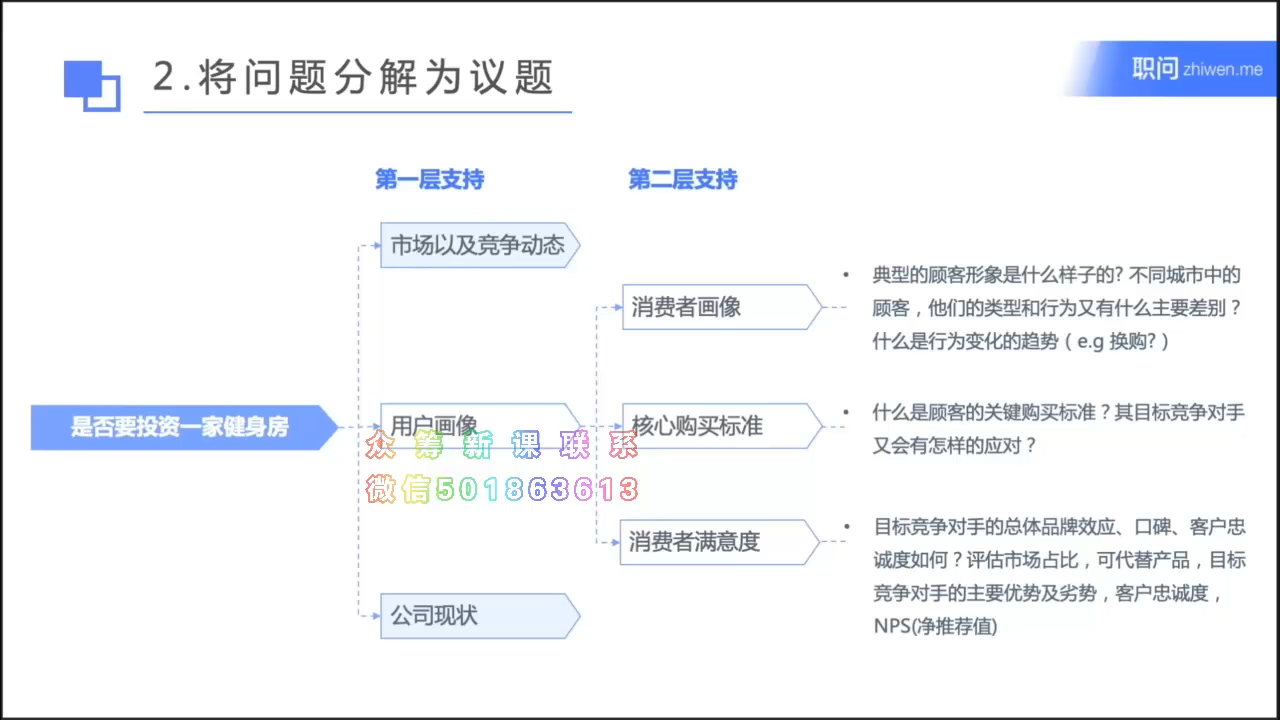 2.将问题分解为议题
职问 zhiwen.me
第一层支持
第二层支持
市场以及竞争动态
消费者画像
• 典型的顾客形象是什么样子的? 不同城市中的
顾客，他们的类型和行为又有什么主要差别？
什么是行为变化的趋势（e.g 换购?）
是否要投资一家健身房
用户画像
核心购买标准
• 什么是顾客的关键购买标准？其目标竞争对手
又会有怎样的应对？
众筹新课联系
微信501863613
消费者满意度
• 目标竞争对手的总体品牌效应、口碑、客户忠
诚度如何？评估市场占比，可代替产品，目标
竞争对手的主要优势及劣势，客户忠诚度，
NPS(净推荐值)
公司现状